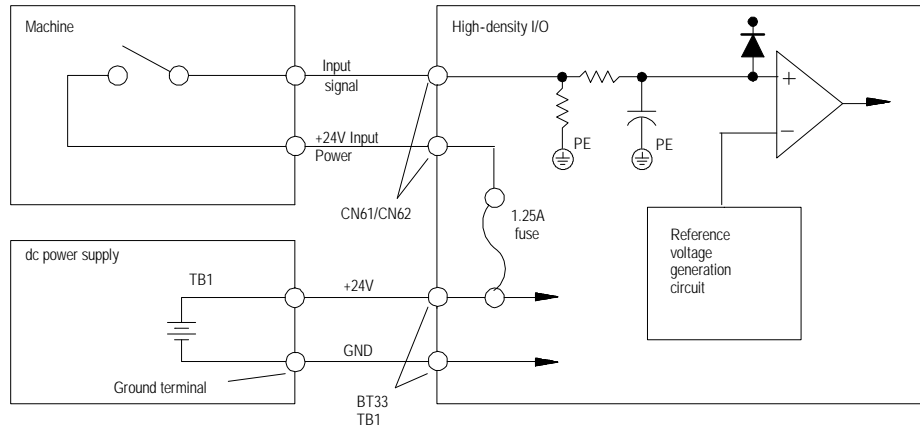 Machine
High-density I/O
Input
signal
+
PE
PE
−
+24V Input
Power
CN61/CN62
1.25A
fuse
Reference
voltage
generation
circuit
dc power supply
TB1
+24V
GND
Ground terminal
BT33
TB1